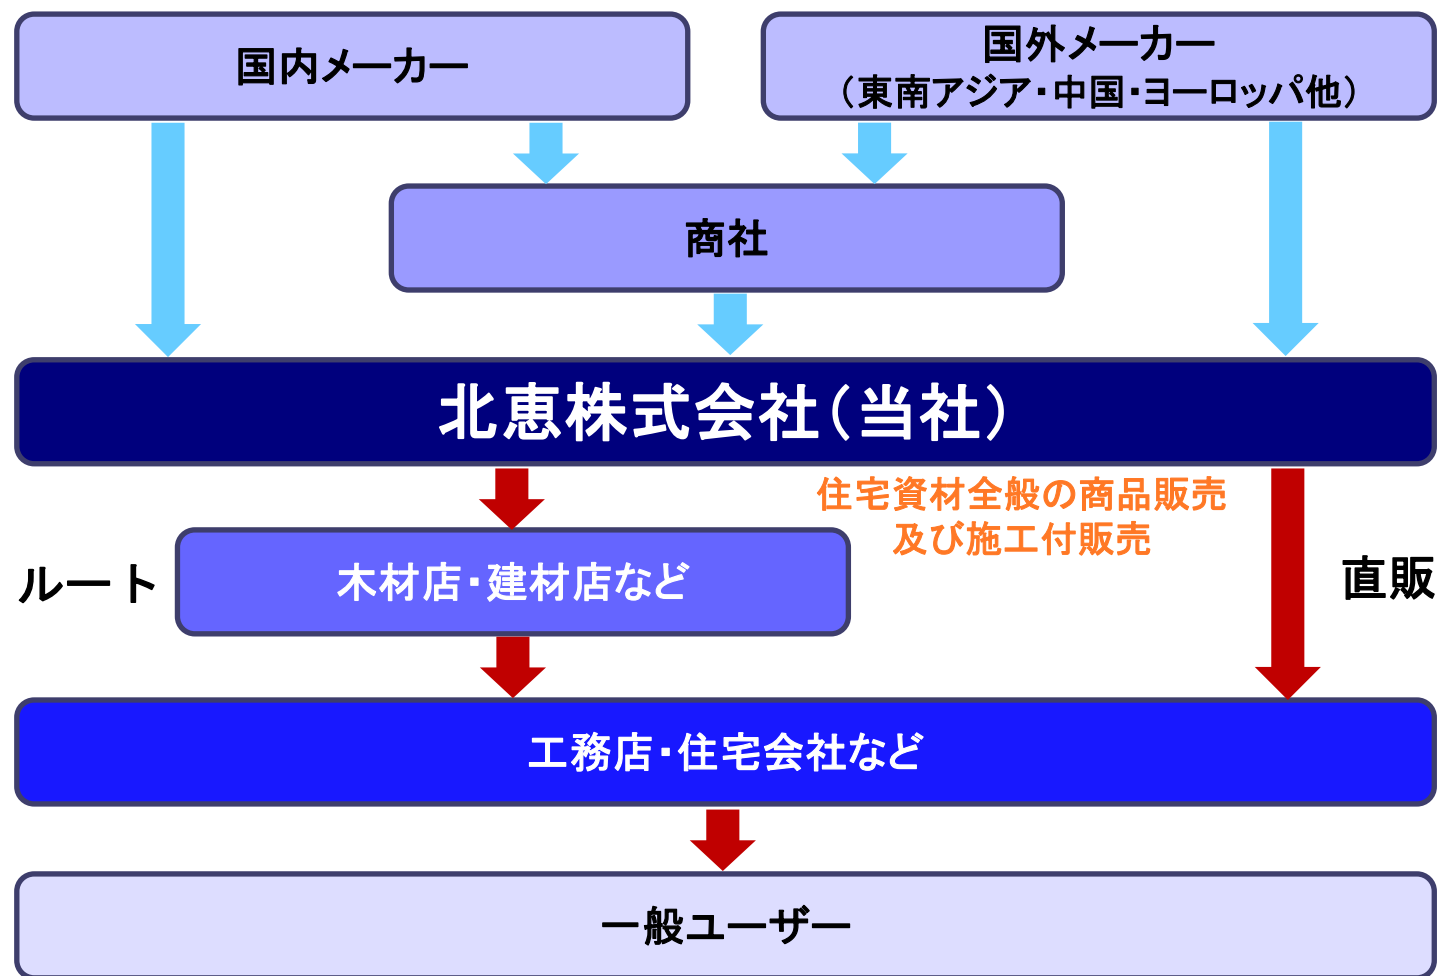 国内メーカー
国外メーカー
（東南アジア・中国・ヨーロッパ他）
商社
北恵株式会社（当社）
住宅資材全般の商品販売
及び施工付販売
ルート
木材店・建材店など
直販
工務店・住宅会社など
一般ユーザー